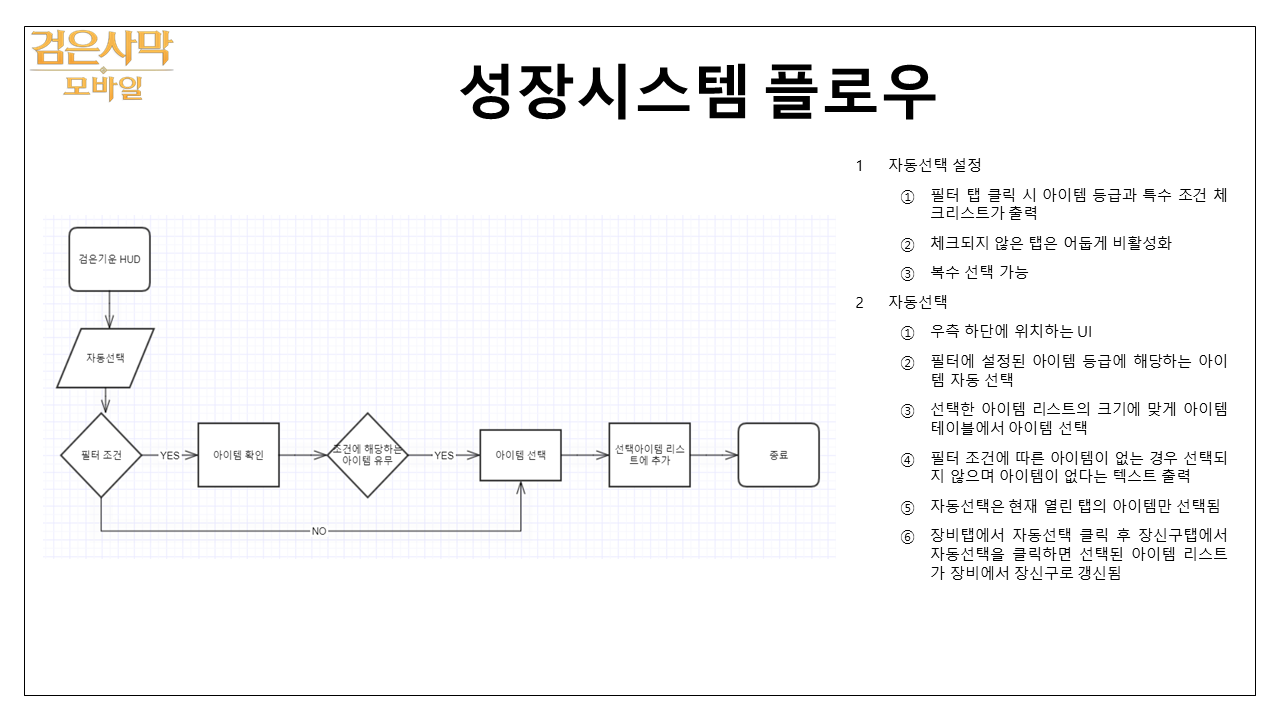 검은사막
모바일
성장시스템 플로우
검은기운 HUD
자동선택
필터 조건
YES
아이템 확인
조건에 해당하는
아이템 유무
YES
아이템 선택
선택아이템 리스
트에 추가
종료
NO
1 자동선택 설정
① 필터 탭 클릭 시 아이템 등급과 특수 조건 체
크리스트가 출력
② 체크되지 않은 탭은 어둡게 비활성화
③ 복수 선택 가능
2 자동선택
① 우측 하단에 위치하는 UI
② 필터에 설정된 아이템 등급에 해당하는 아이
템 자동 선택
③ 선택한 아이템 리스트의 크기에 맞게 아이템
테이블에서 아이템 선택
④ 필터 조건에 따른 아이템이 없는 경우 선택되
지 않으며 아이템이 없다는 텍스트 출력
⑤ 자동선택은 현재 열린 탭의 아이템만 선택됨
⑥ 장비탭에서 자동선택 클릭 후 장신구탭에서
자동선택을 클릭하면 선택된 아이템 리스트
가 장비에서 장신구로 갱신됨